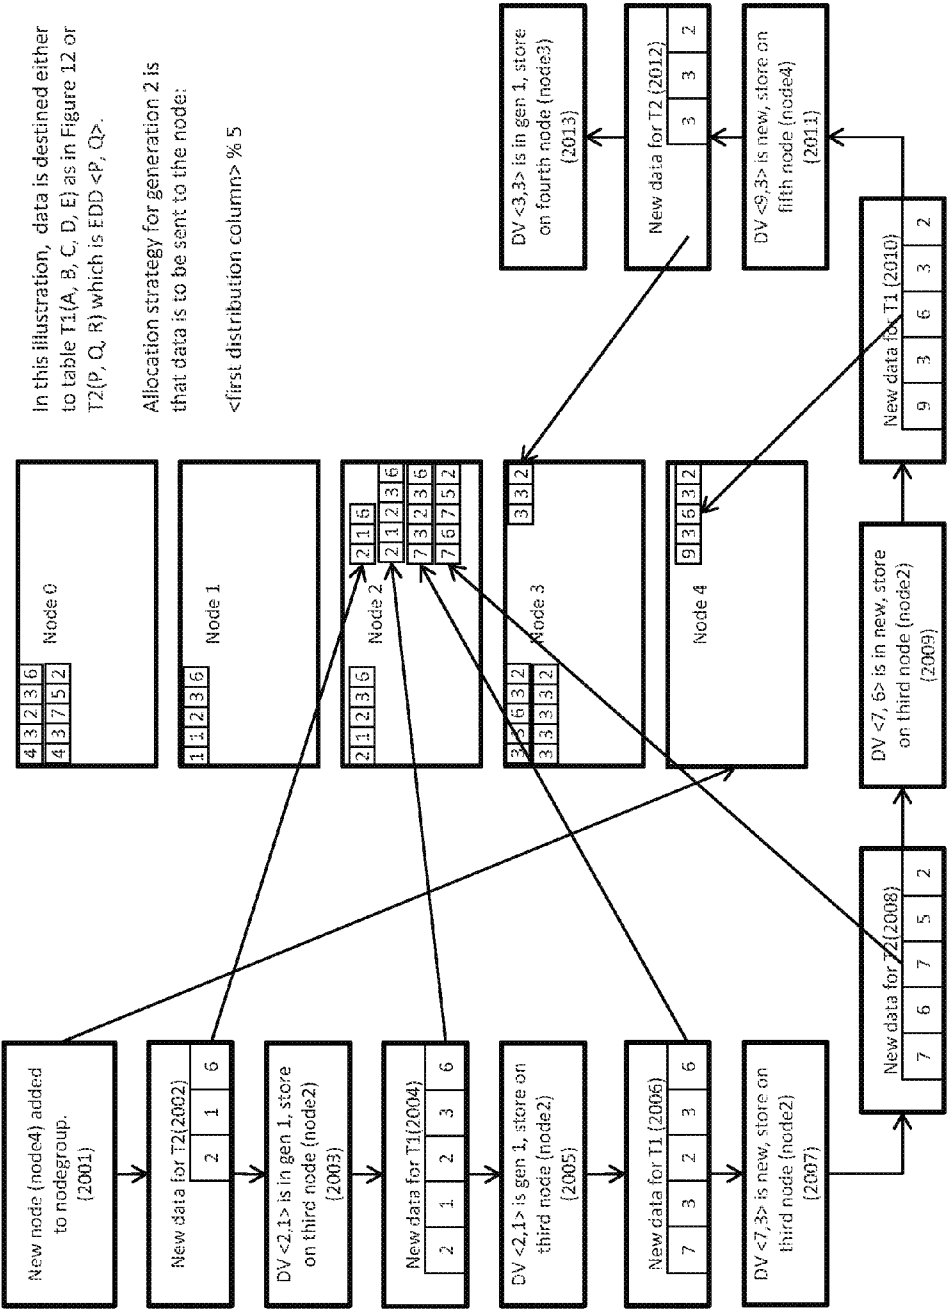 In this illustration, data is destined either
to table T1(A, B, C, D, E) as in Figure 12 or
T2(P, Q, R) which is EDD <P, Q>.
Allocation strategy for generation 2 is
that data is to be sent to the node:
<first distribution column> % 5
New node (node4) added
to nodegroup.
(2001)
New data for T2(2002)
2 1 6
DV <2,1> is in gen 1, store
on third node (node2)
(2003)
New data for T1(2004)
2 1 2 3 6
DV <2,1> is gen 1, store on
third node (node2)
(2005)
New data for T1 (2006)
7 3 2 3 6
DV <7,3> is new, store on
third node (node2)
(2007)
New data for T2(2008)
7 6 7 5 2
DV <7, 6> is in new, store
on third node (node2)
(2009)
New data for T1 (2010)
9 3 6 3 2
DV <9,3> is new, store on
fifth node (node4)
(2011)
New data for T2 (2012)
3 3 2
DV <3,3> is in gen 1, store
on fourth node (node3)
(2013)
4 3 2 3 6
4 3 7 5 2
Node 0
1 1 2 3 6
Node 1
2 1 2 3 6
Node 2
2 1 6
2 1 2 3 6
7 3 2 3 6
7 6 7 5 2
3 3 6 3 2
3 3 3 3 2
Node 3
3 3 2
Node 4
9 3 6 3 2